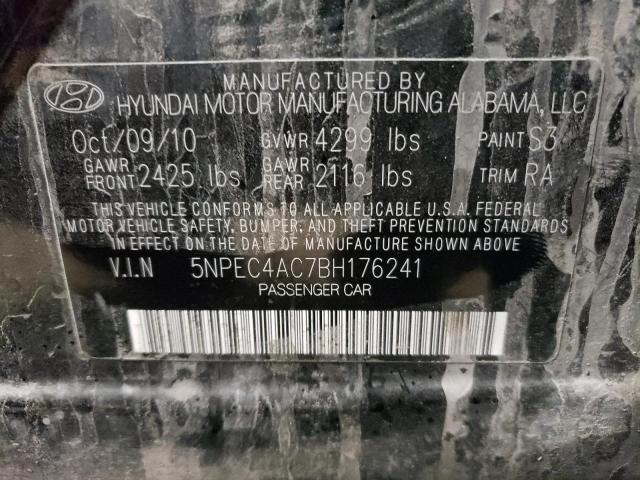 MANUFACTURED BY
HYUNDAI MOTOR MANUFACTURING ALABAMA, LLC
Oct/09/10 GVWR 4299 lbs PAINT S3
GAWR FRONT 2425 lbs GAWR REAR 2116 lbs TRIM RA
THIS VEHICLE CONFORMS TO ALL APPLICABLE U.S.A. FEDERAL
MOTOR VEHICLE SAFETY, BUMPER, AND THEFT PREVENTION STANDARDS
IN EFFECT ON THE DATE OF MANUFACTURE SHOWN ABOVE.
V.I.N 5NPEC4AC7BH176241
PASSENGER CAR